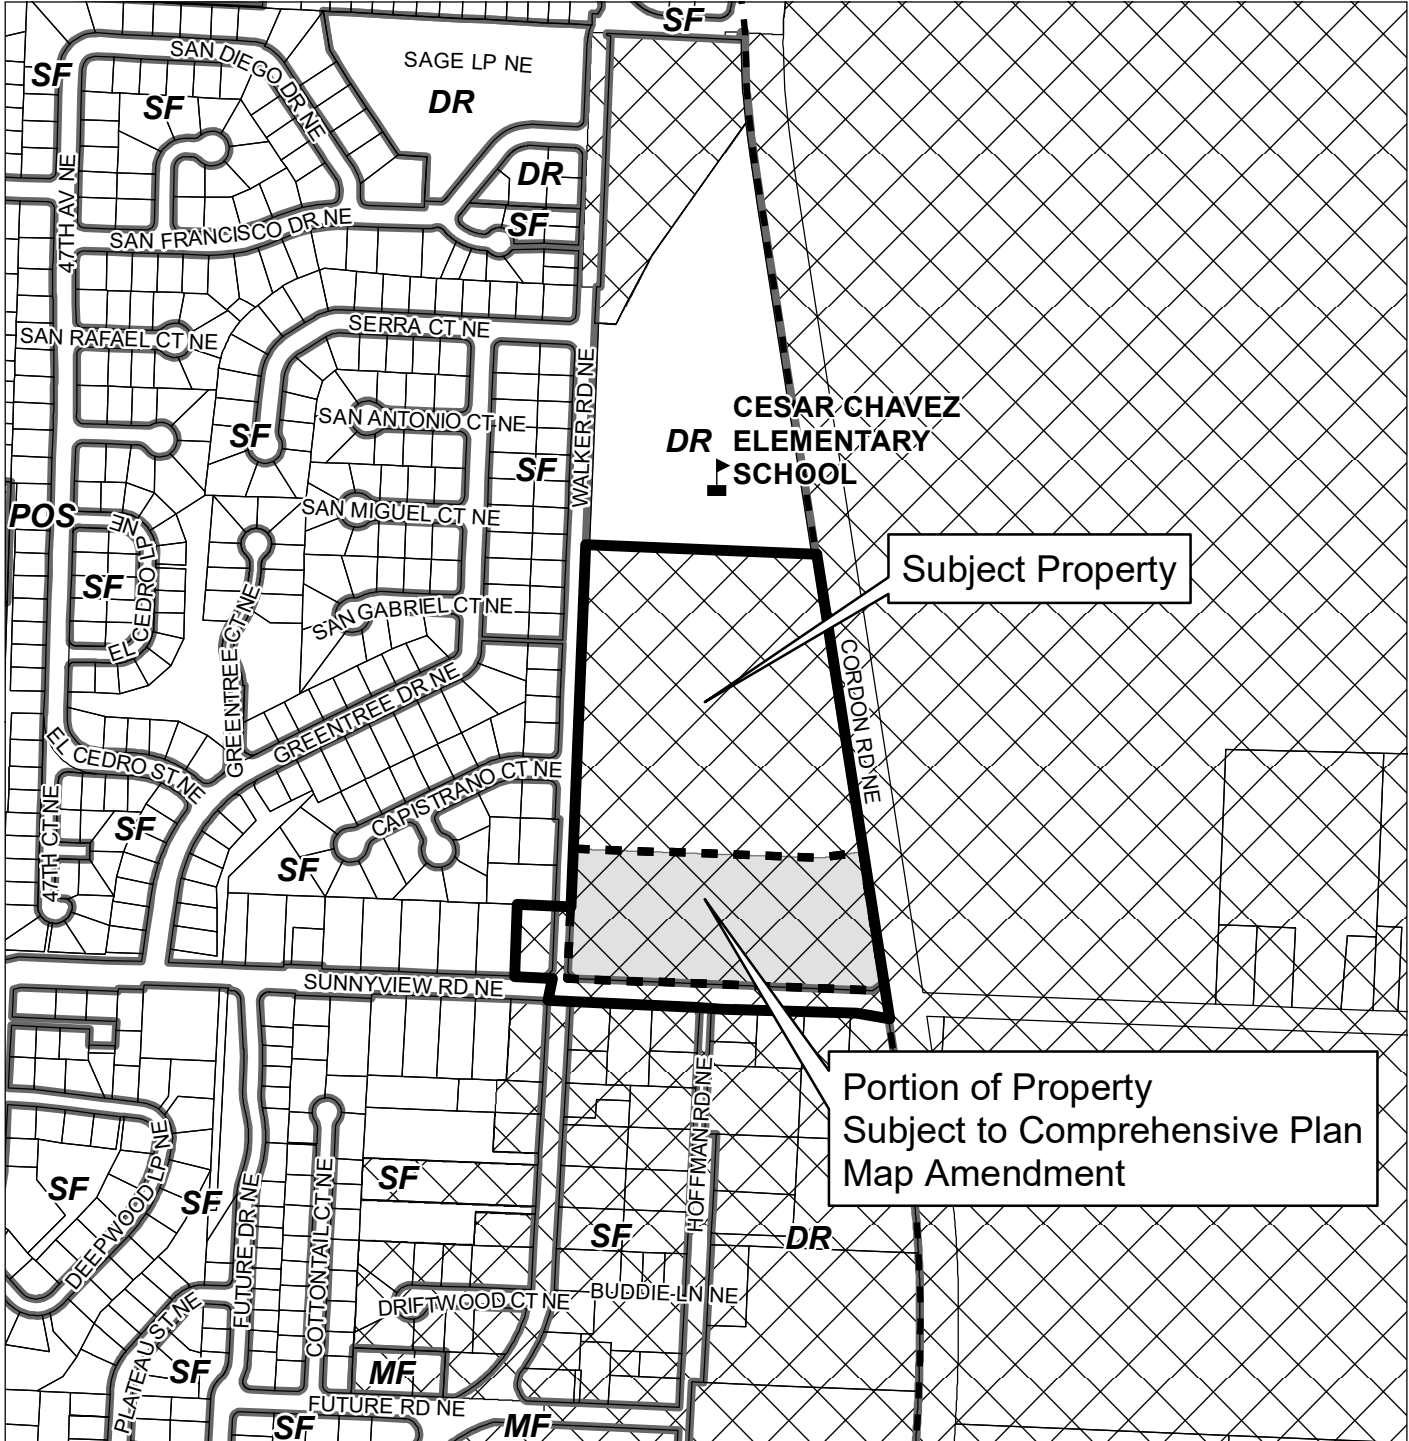 SF
SAGE LP NE
DR
SAN DIEGO DR NE
SF
SF
47TH AV NE
DR
SF
SAN FRANCISCO DR NE
SAN RAFAEL CT NE
SERRA CT NE
WALKER RD NE
SAN ANTONIO CT NE
SF
SF
DR
CESAR CHAVEZ
ELEMENTARY
SCHOOL
POS
SAN MIGUEL CT NE
EL CEDRO LP NE
SF
Subject Property
SAN GABRIEL CT NE
GREENTREE CT NE
GREENTREE DR NE
CORDON RD NE
EL CEDRO ST NE
CAPISTRANO CT NE
47TH CT NE
SF
SF
SUNNYVIEW RD NE
Portion of Property
Subject to Comprehensive Plan
Map Amendment
HOFFMAN RD NE
DEEPWOOD LP NE
SF
SF
SF
FUTURE DR NE
COTTONTAIL CT NE
SF
DR
DRIFTWOOD CT NE
BUDDIE LN NE
PLATEAU ST NE
SF
MF
FUTURE RD NE
SF
MF